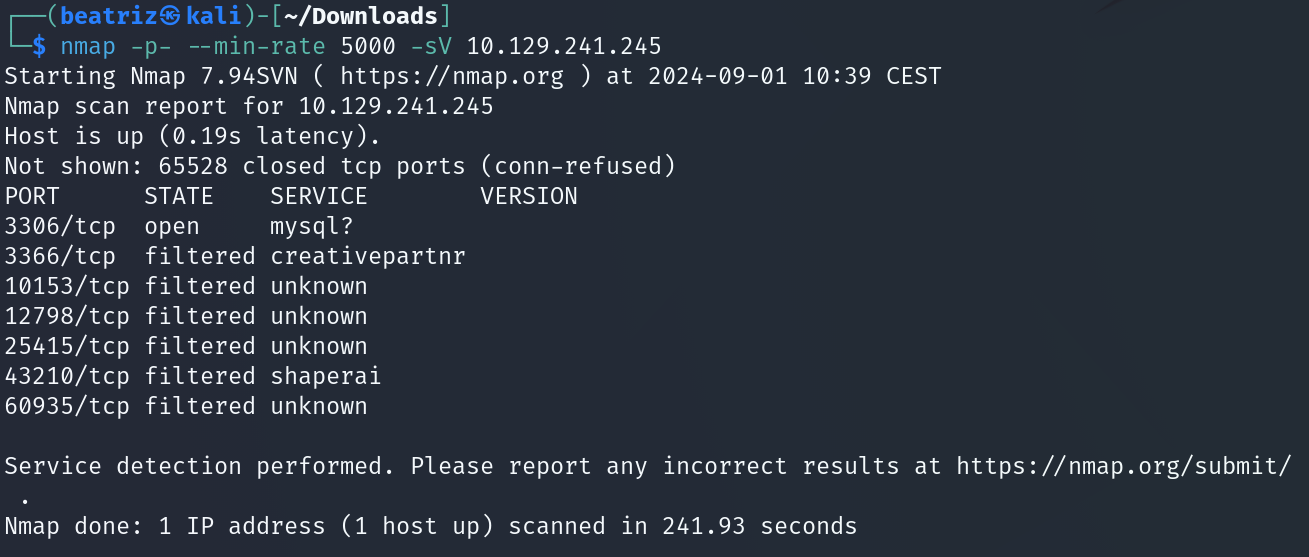 ┌──(beatriz㉿kali)-[~/Downloads]
└─$ nmap -p- --min-rate 5000 -sV 10.129.241.245
Starting Nmap 7.94SVN ( https://nmap.org ) at 2024-09-01 10:39 CEST
Nmap scan report for 10.129.241.245
Host is up (0.19s latency).
Not shown: 65528 closed tcp ports (conn-refused)
PORT      STATE    SERVICE        VERSION
3306/tcp  open     mysql?
3366/tcp  filtered creativepartnr
10153/tcp filtered unknown
12798/tcp filtered unknown
25415/tcp filtered unknown
43210/tcp filtered shaperai
60935/tcp filtered unknown

Service detection performed. Please report any incorrect results at https://nmap.org/submit/
 .
Nmap done: 1 IP address (1 host up) scanned in 241.93 seconds